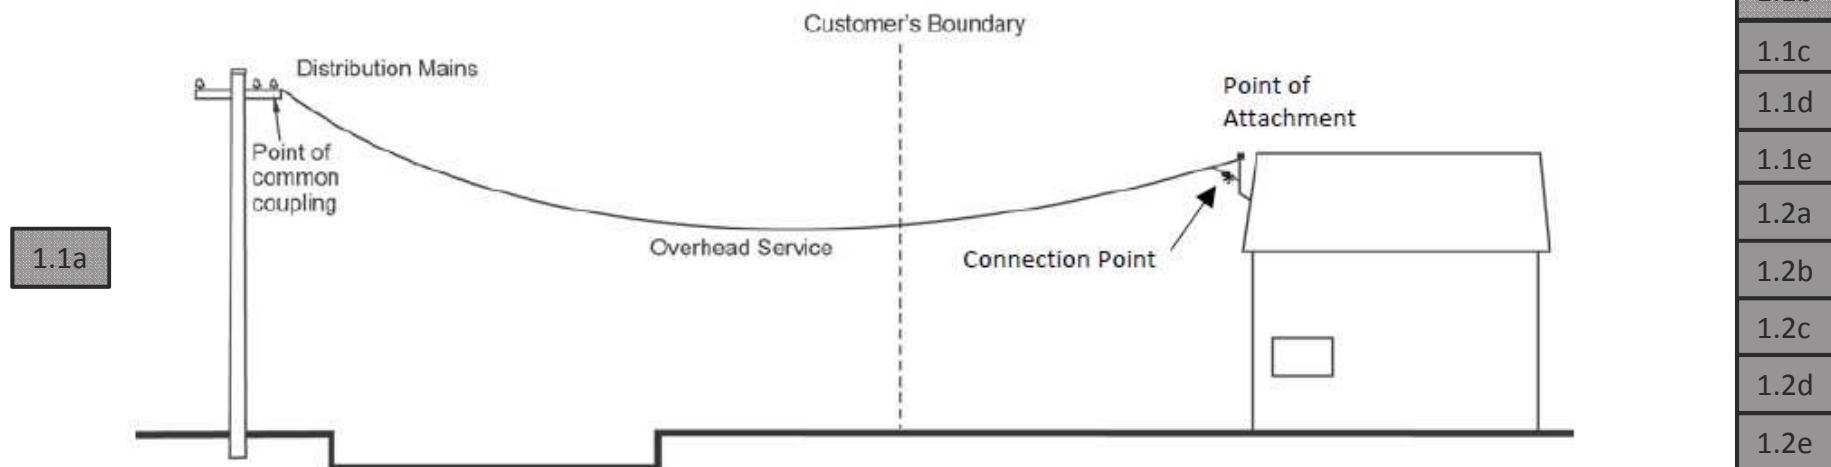 Customer's Boundary
Distribution Mains
Point of
Attachment
Point of
common
coupling
Overhead Service
Connection Point
1.1a
1.1c
1.1d
1.1e
1.2a
1.2b
1.2c
1.2d
1.2e